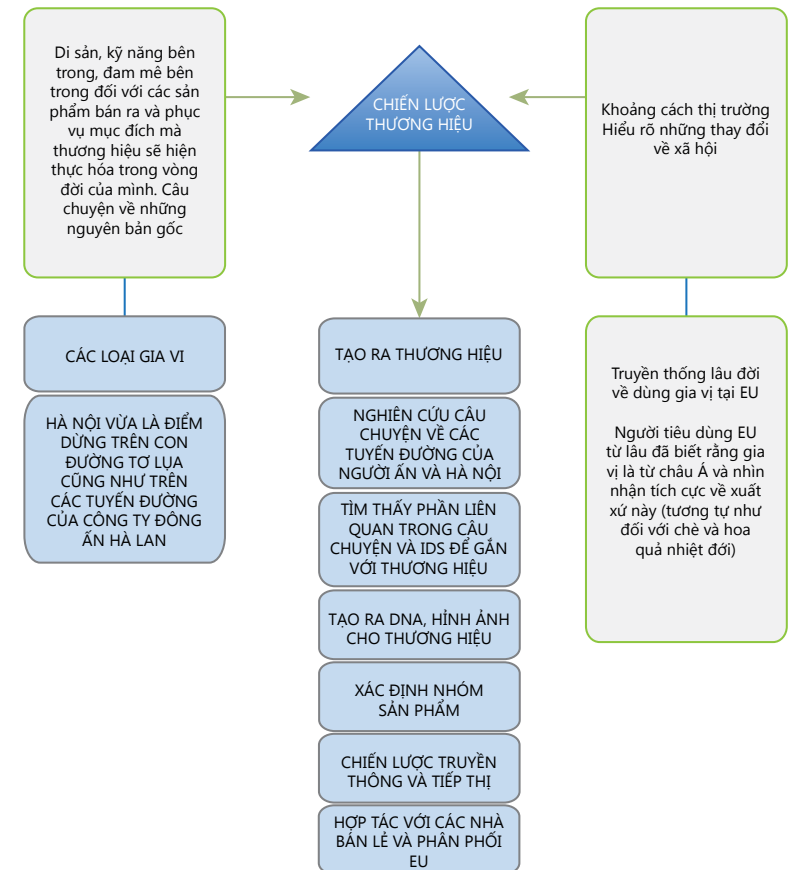 Di sản, kỹ năng bên
trong, đam mê bên
trong đối với các sản
phẩm bán ra và phục
vụ mục đích mà
thương hiệu sẽ hiện
thực hóa trong vòng
đời của mình. Câu
chuyện về những
nguyên bản gốc
CHIẾN LƯỢC
THƯƠNG HIỆU
Khoảng cách thị trường
Hiểu rõ những thay đổi
về xã hội
CÁC LOẠI GIA VI
HÀ NỘI VỪA LÀ ĐIỂM
DỪNG TRÊN CON
ĐƯỜNG TƠ LỤA
CŨNG NHƯ TRÊN
CÁC TUYẾN ĐƯỜNG
CỦA CÔNG TY ĐÔNG
ẤN HÀ LAN
TẠO RA THƯƠNG HIỆU
NGHIÊN CỨU CÂU
CHUYỆN VỀ CÁC
TUYẾN ĐƯỜNG CỦA
NGƯỜI ẤN VÀ HÀ NỘI
TÌM THẤY PHẦN LIÊN
QUAN TRONG CÂU
CHUYỆN VÀ IDS ĐỂ GẮN
VỚI THƯƠNG HIỆU
TẠO RA DNA, HỈNH ẢNH
CHO THƯƠNG HIỆU
XÁC ĐỊNH NHÓM
SẢN PHẨM
CHIẾN LƯỢC TRUYỀN
THÔNG VÀ TIẾP THỊ
HỢP TÁC VỚI CÁC NHÀ
BÁN LẺ VÀ PHÂN PHỐI
EU
Truyền thống lâu đời
về dùng gia vị tại EU
Người tiêu dùng EU
từ lâu đã biết rằng gia
vị là từ châu Á và nhìn
nhận tích cực về xuất
xứ này (tương tự như
đối với chè và hoa
quả nhiệt đới)